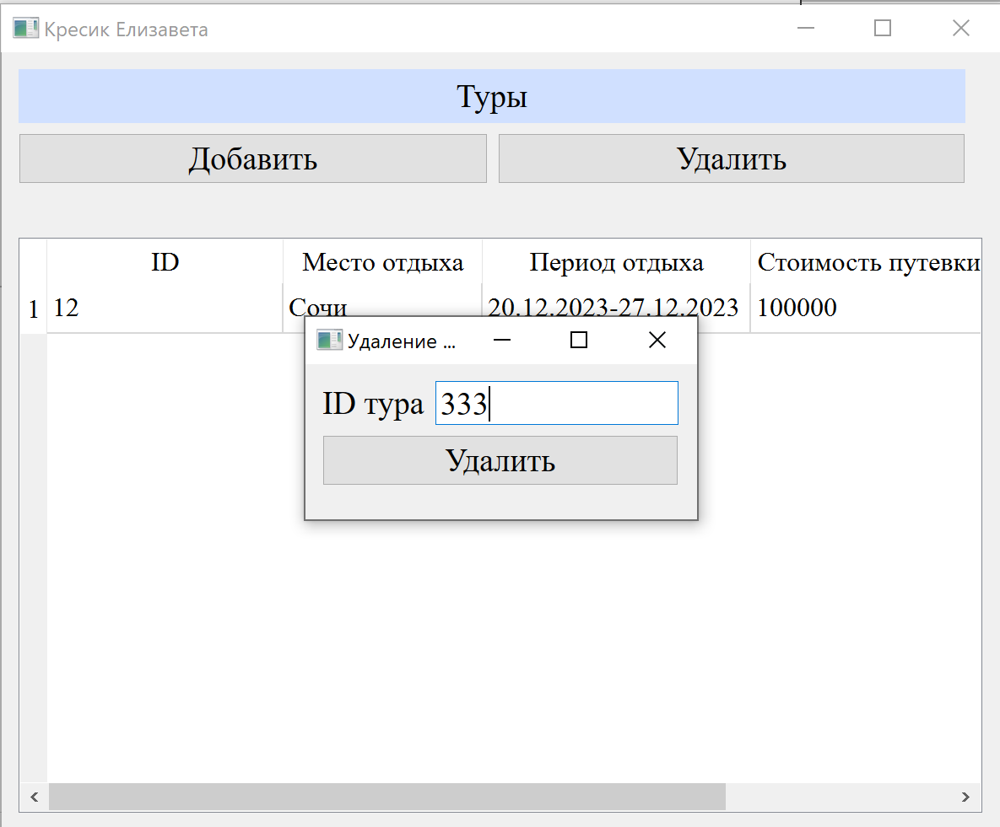 Кресик Елизавета
Туры
Добавить Удалить
ID Место отдыха Период отдыха Стоимость путевки
1 12 Сочи 20.12.2023-27.12.2023 100000
Удаление ...
ID тура 333
Удалить